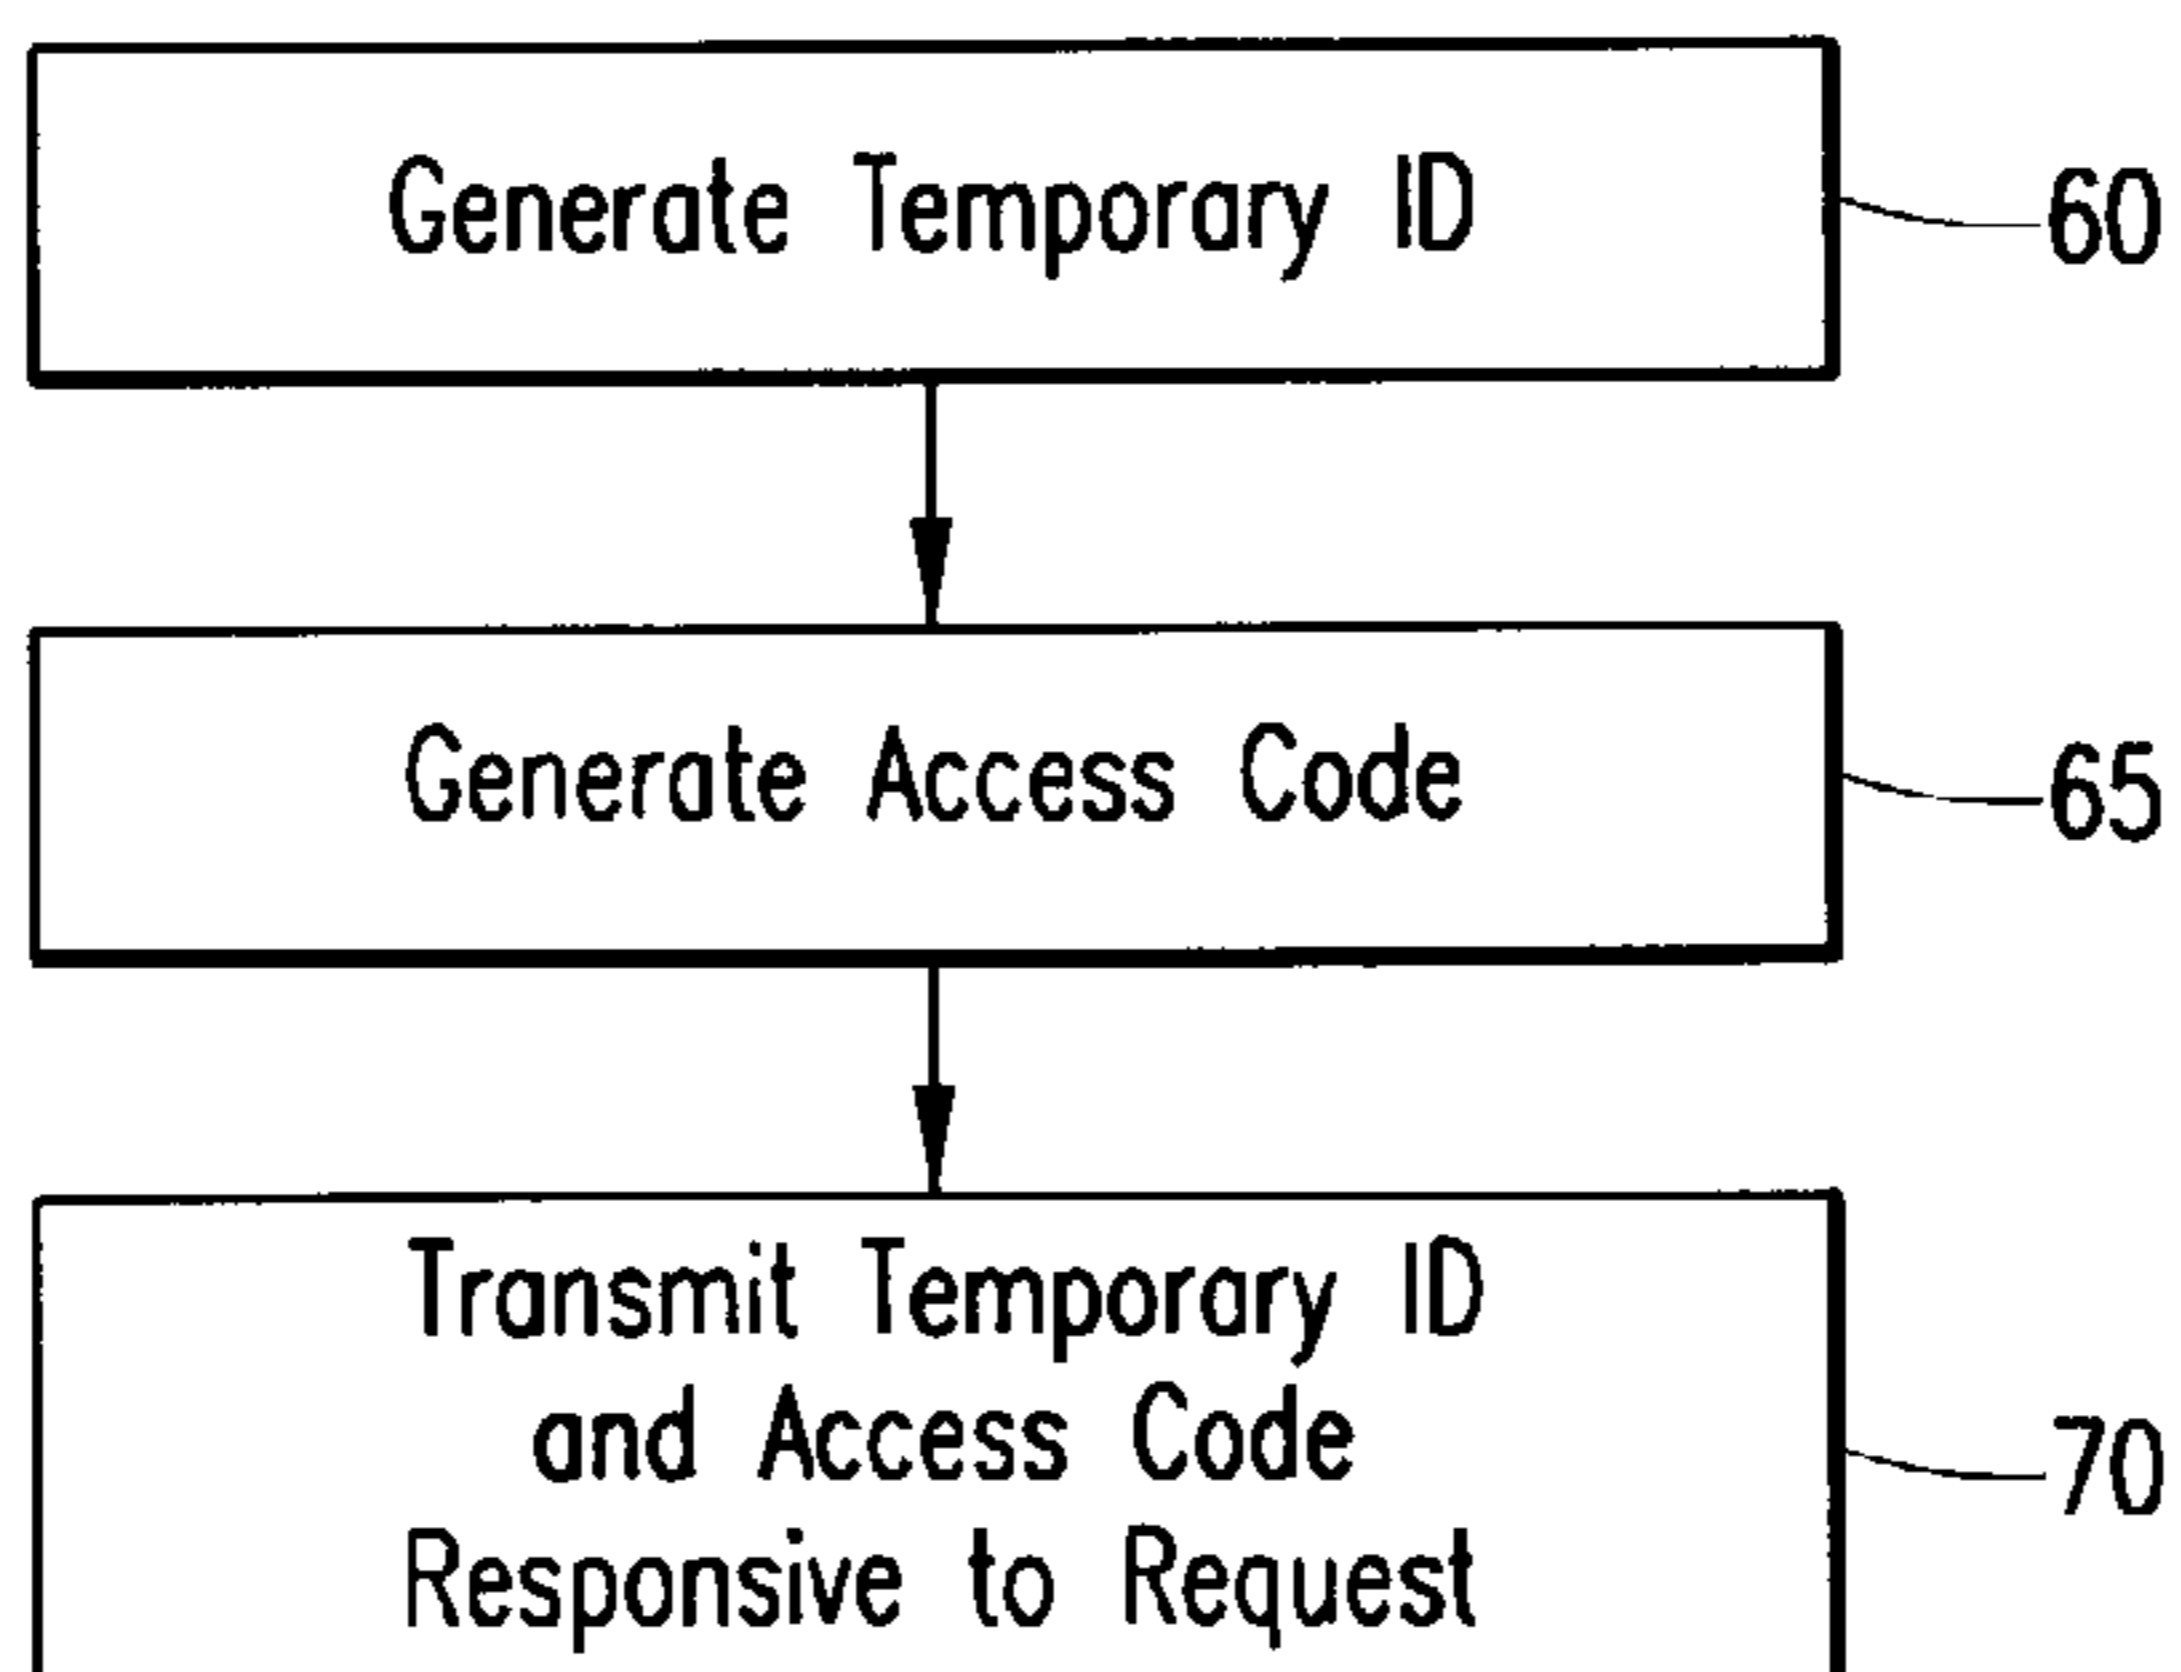 Generate Temporary ID
60
Generate Access Code
65
Transmit Temporary ID
and Access Code
70
Responsive to Request